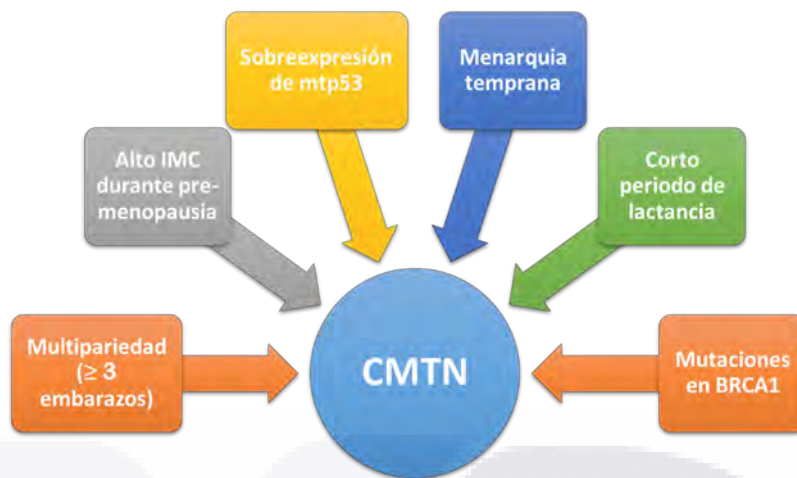 Sobreexpresión
de mtp53
Menarquia
temprana
Alto IMC
durante pre-
menopausia
Corto
periodo de
lactancia
Multipariedad
(≥ 3
embarazos)
CMTN
Mutaciones
en BRCA1